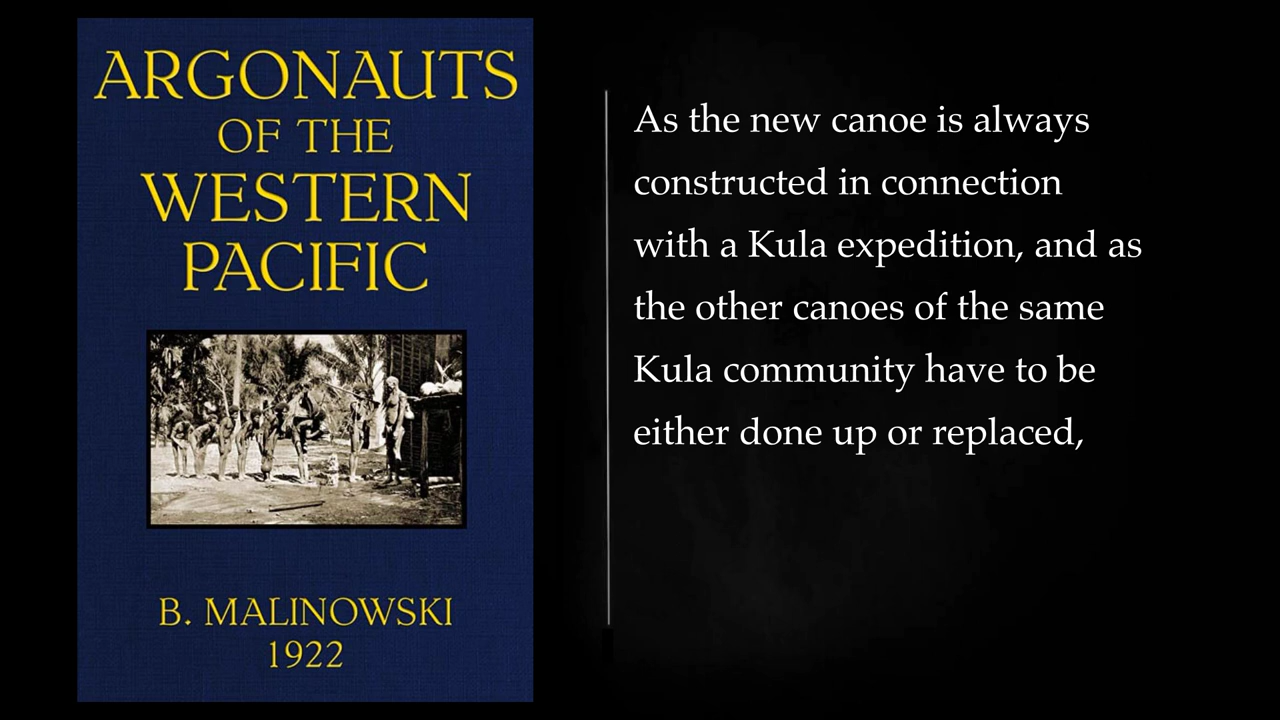 ARGONAUTS
OF THE
WESTERN
PACIFIC
B. MALINOWSKI
1922
As the new canoe is always
constructed in connection
with a Kula expedition, and as
the other canoes of the same
Kula community have to be
either done up or replaced,